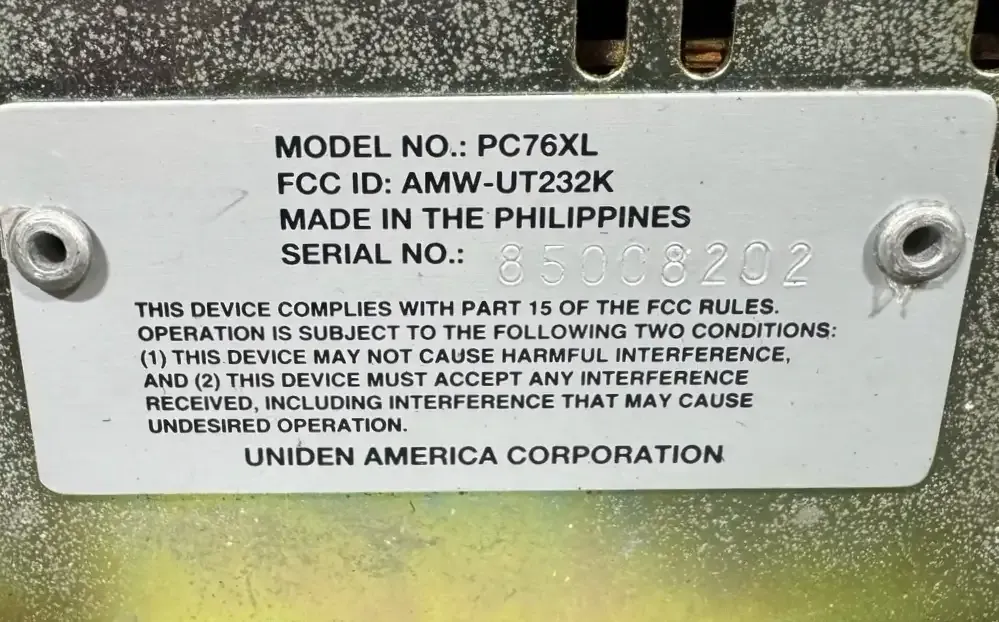 MODEL NO.: PC76XL
FCC ID: AMW-UT232K
MADE IN THE PHILIPPINES
SERIAL NO.: 85008202
THIS DEVICE COMPLIES WITH PART 15 OF THE FCC RULES.
OPERATION IS SUBJECT TO THE FOLLOWING TWO CONDITIONS:
(1) THIS DEVICE MAY NOT CAUSE HARMFUL INTERFERENCE,
AND (2) THIS DEVICE MUST ACCEPT ANY INTERFERENCE
RECEIVED, INCLUDING INTERFERENCE THAT MAY CAUSE
UNDESIRED OPERATION.
UNIDEN AMERICA CORPORATION